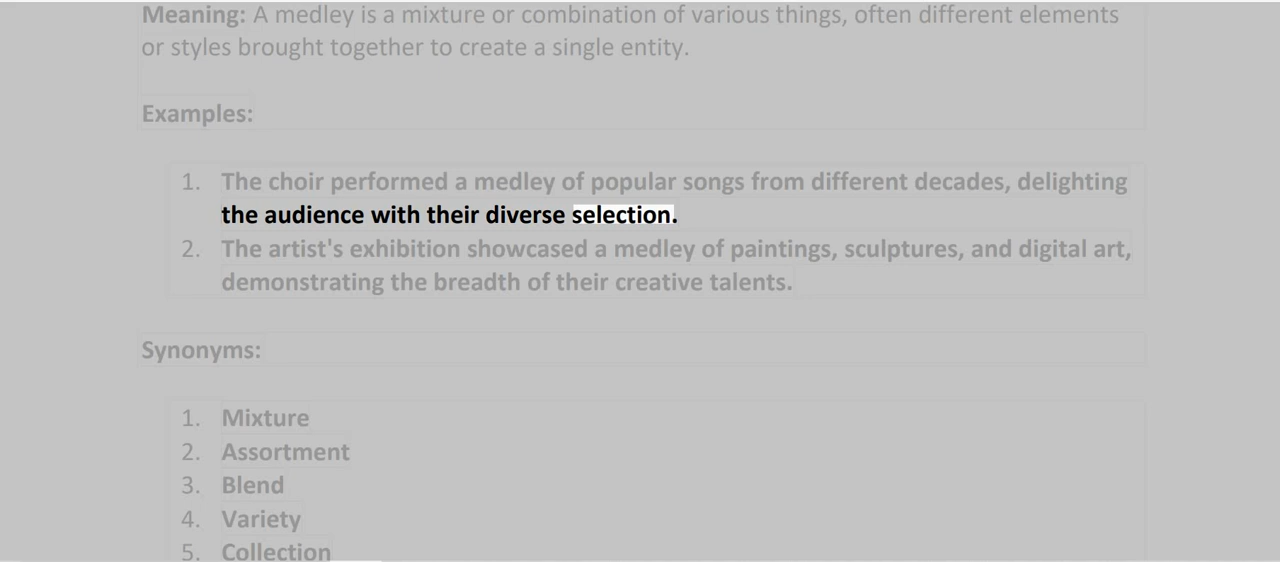 Meaning: A medley is a mixture or combination of various things, often different elements
or styles brought together to create a single entity.
Examples:
1. The choir performed a medley of popular songs from different decades, delighting
the audience with their diverse selection.
2. The artist's exhibition showcased a medley of paintings, sculptures, and digital art,
demonstrating the breadth of their creative talents.
Synonyms:
1. Mixture
2. Assortment
3. Blend
4. Variety
5. Collection